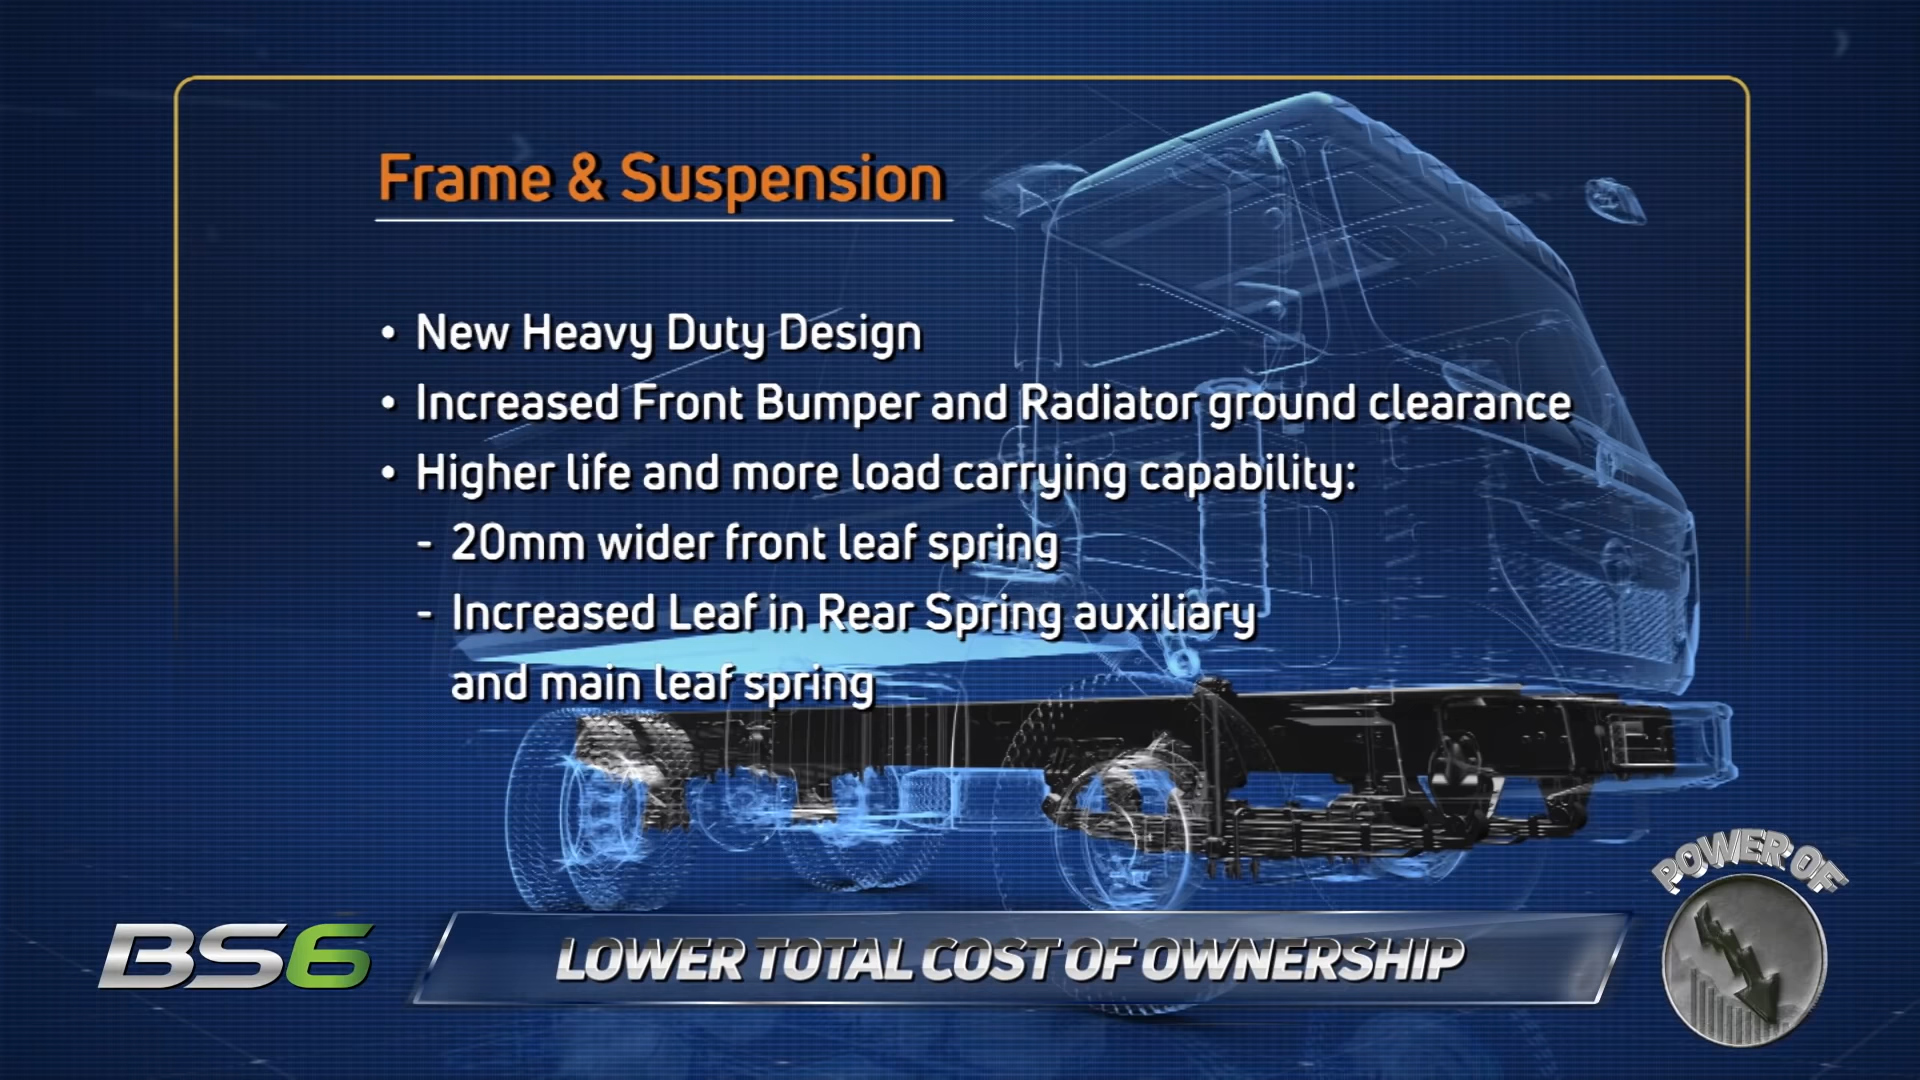 Frame & Suspension
• New Heavy Duty Design
• Increased Front Bumper and Radiator ground clearance
• Higher life and more load carrying capability:
- 20mm wider front leaf spring
- Increased Leaf in Rear Spring auxiliary
and main leaf spring
POWER OF
BS6
LOWER TOTAL COST OF OWNERSHIP